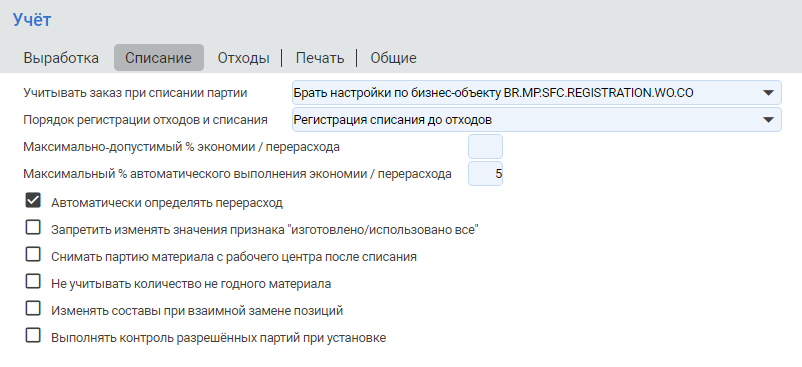 Учёт
Выработка Списание Отходы Печать Общие
Учитывать заказ при списании партии Брать настройки по бизнес-объекту BR.MP.SFC.REGISTRATION.WO.CO
Порядок регистрации отходов и списания Регистрация списания до отходов
Максимально-допустимый % экономии / перерасхода
Максимальный % автоматического выполнения экономии / перерасхода 5
Автоматически определять перерасход
Запретить изменять значения признака "изготовлено/использовано все"
Снимать партию материала с рабочего центра после списания
Не учитывать количество не годного материала
Изменять составы при взаимной замене позиций
Выполнять контроль разрешённых партий при установке